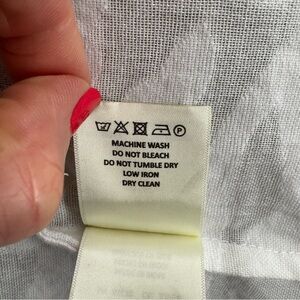 MACHINE WASH
DO NOT BLEACH
DO NOT TUMBLE DRY
LOW IRON
DRY CLEAN